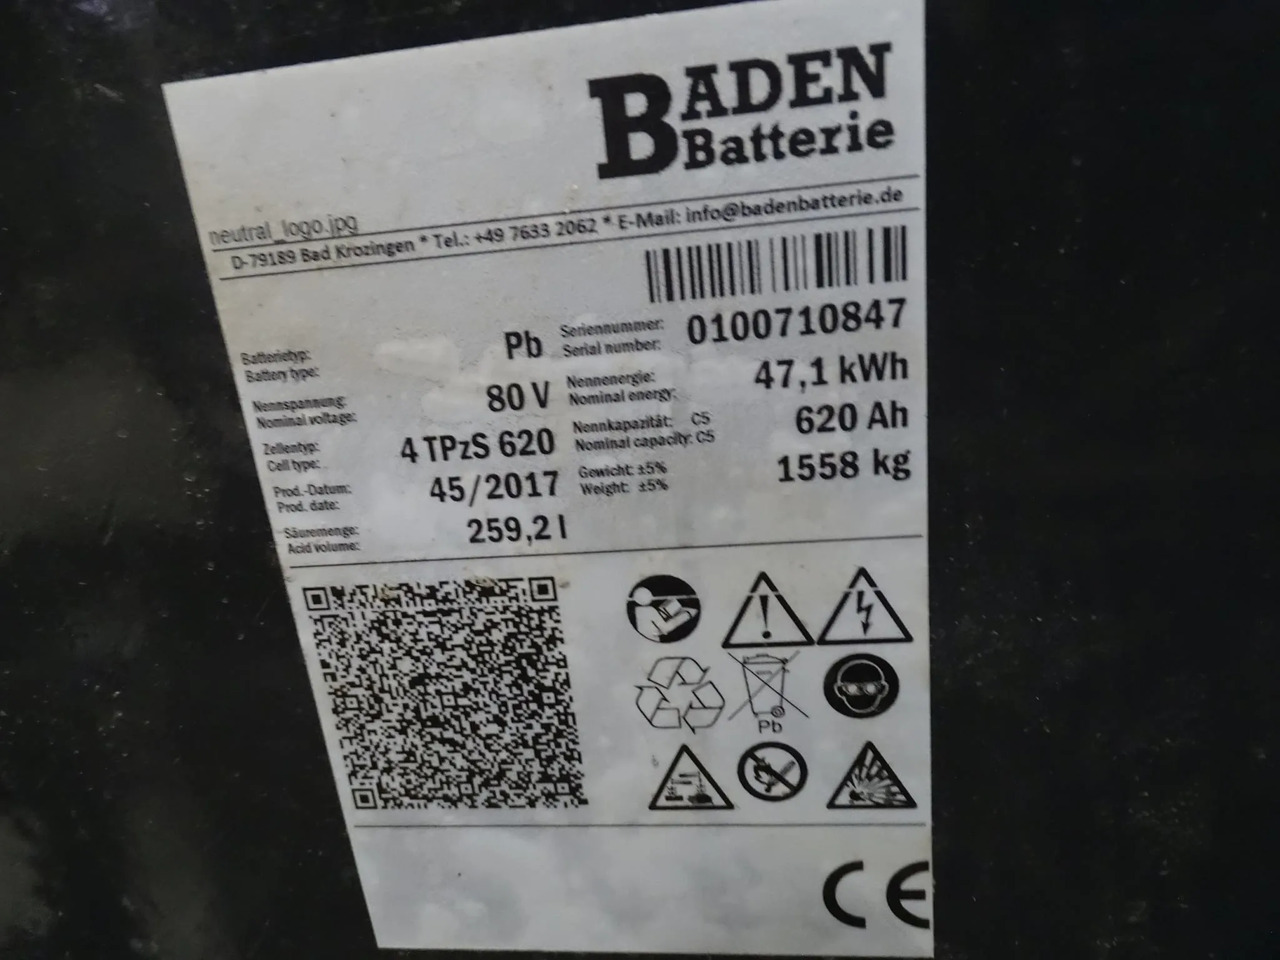 BADEN
Batterie
neutral_logo.jpg
D-79189 Bad Krozingen * Tel.: +49 7633 2062 * E-Mail: info@badenbatterie.de
Batterietyp:
Battery type:
Pb
Seriennummer:
Serial number:
0100710847
Nennspannung:
Nominal voltage:
80 V
Nennenergie:
Nominal energy:
47,1 kWh
Zellentyp:
Cell type:
4 TPzS 620
Nennkapazität: C5
Nominal capacity: C5
620 Ah
Prod.-Datum:
Prod. date:
45/2017
Gewicht: ±5%
Weight: ±5%
1558 kg
Säuremenge:
Acid volume:
259,2 l
Pb
CE